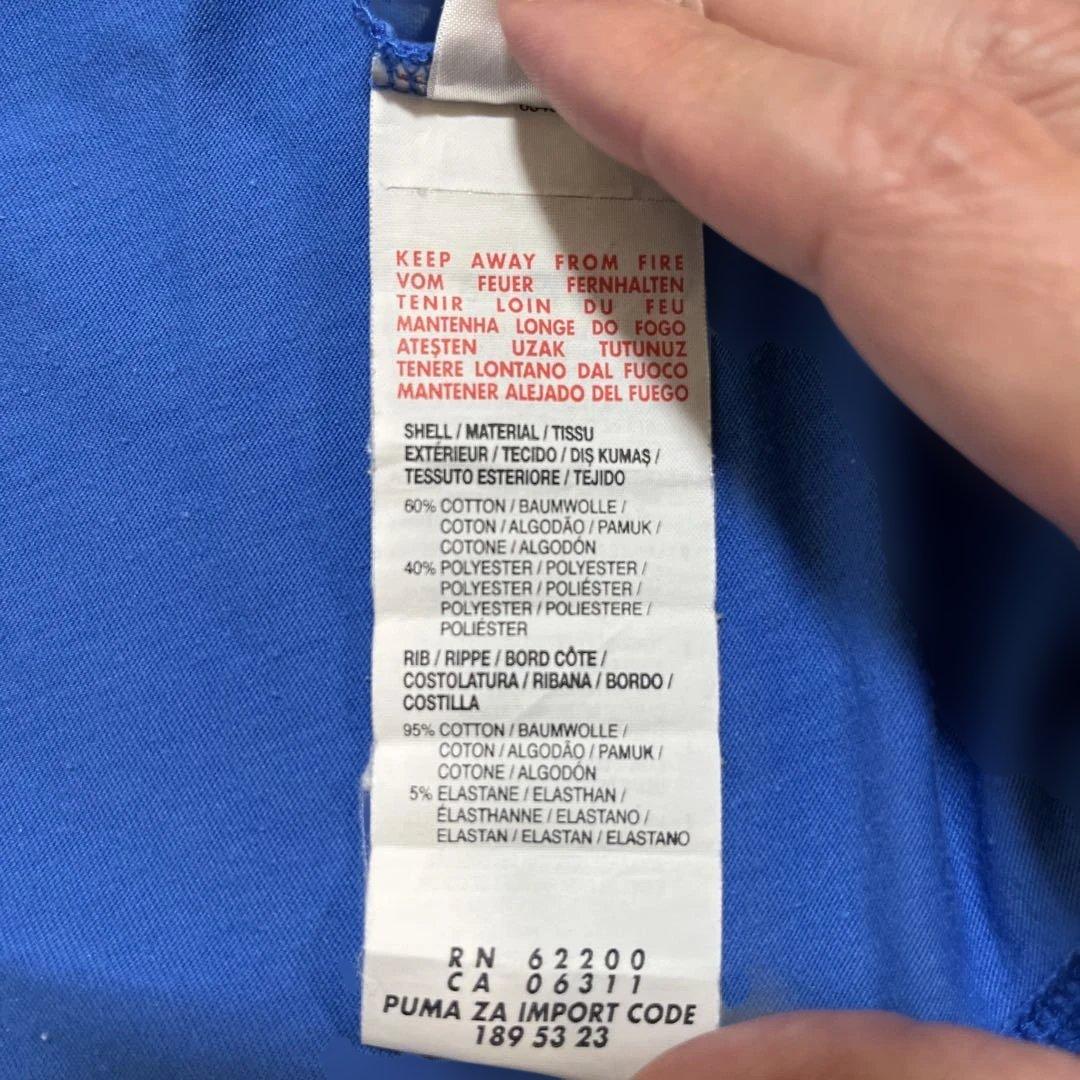 KEEP AWAY FROM FIRE
VOM FEUER FERNHALTEN
TENIR LOIN DU FEU
MANTENHA LONGE DO FOGO
ATEŞTEN UZAK TUTUNUZ
TENERE LONTANO DAL FUOCO
MANTENER ALEJADO DEL FUEGO
SHELL / MATERIAL / TISSU
EXTÉRIEUR / TECIDO / DIŞ KUMAŞ /
TESSUTO ESTERIORE / TEJIDO
60% COTTON / BAUMWOLLE /
COTON / ALGODÃO / PAMUK /
COTONE / ALGODÓN
40% POLYESTER / POLYESTER /
POLYESTER / POLIÉSTER /
POLYESTER / POLIESTERE /
POLIÉSTER
RIB / RIPPE / BORD CÔTE /
COSTOLATURA / RIBANA / BORDO /
COSTILLA
95% COTTON / BAUMWOLLE /
COTON / ALGODÃO / PAMUK /
COTONE / ALGODÓN
5% ELASTANE / ELASTHAN /
ÉLASTHANNE / ELASTANO /
ELASTAN / ELASTAN / ELASTANO
RN 62200
CA 06311
PUMA ZA IMPORT CODE
189 53 23